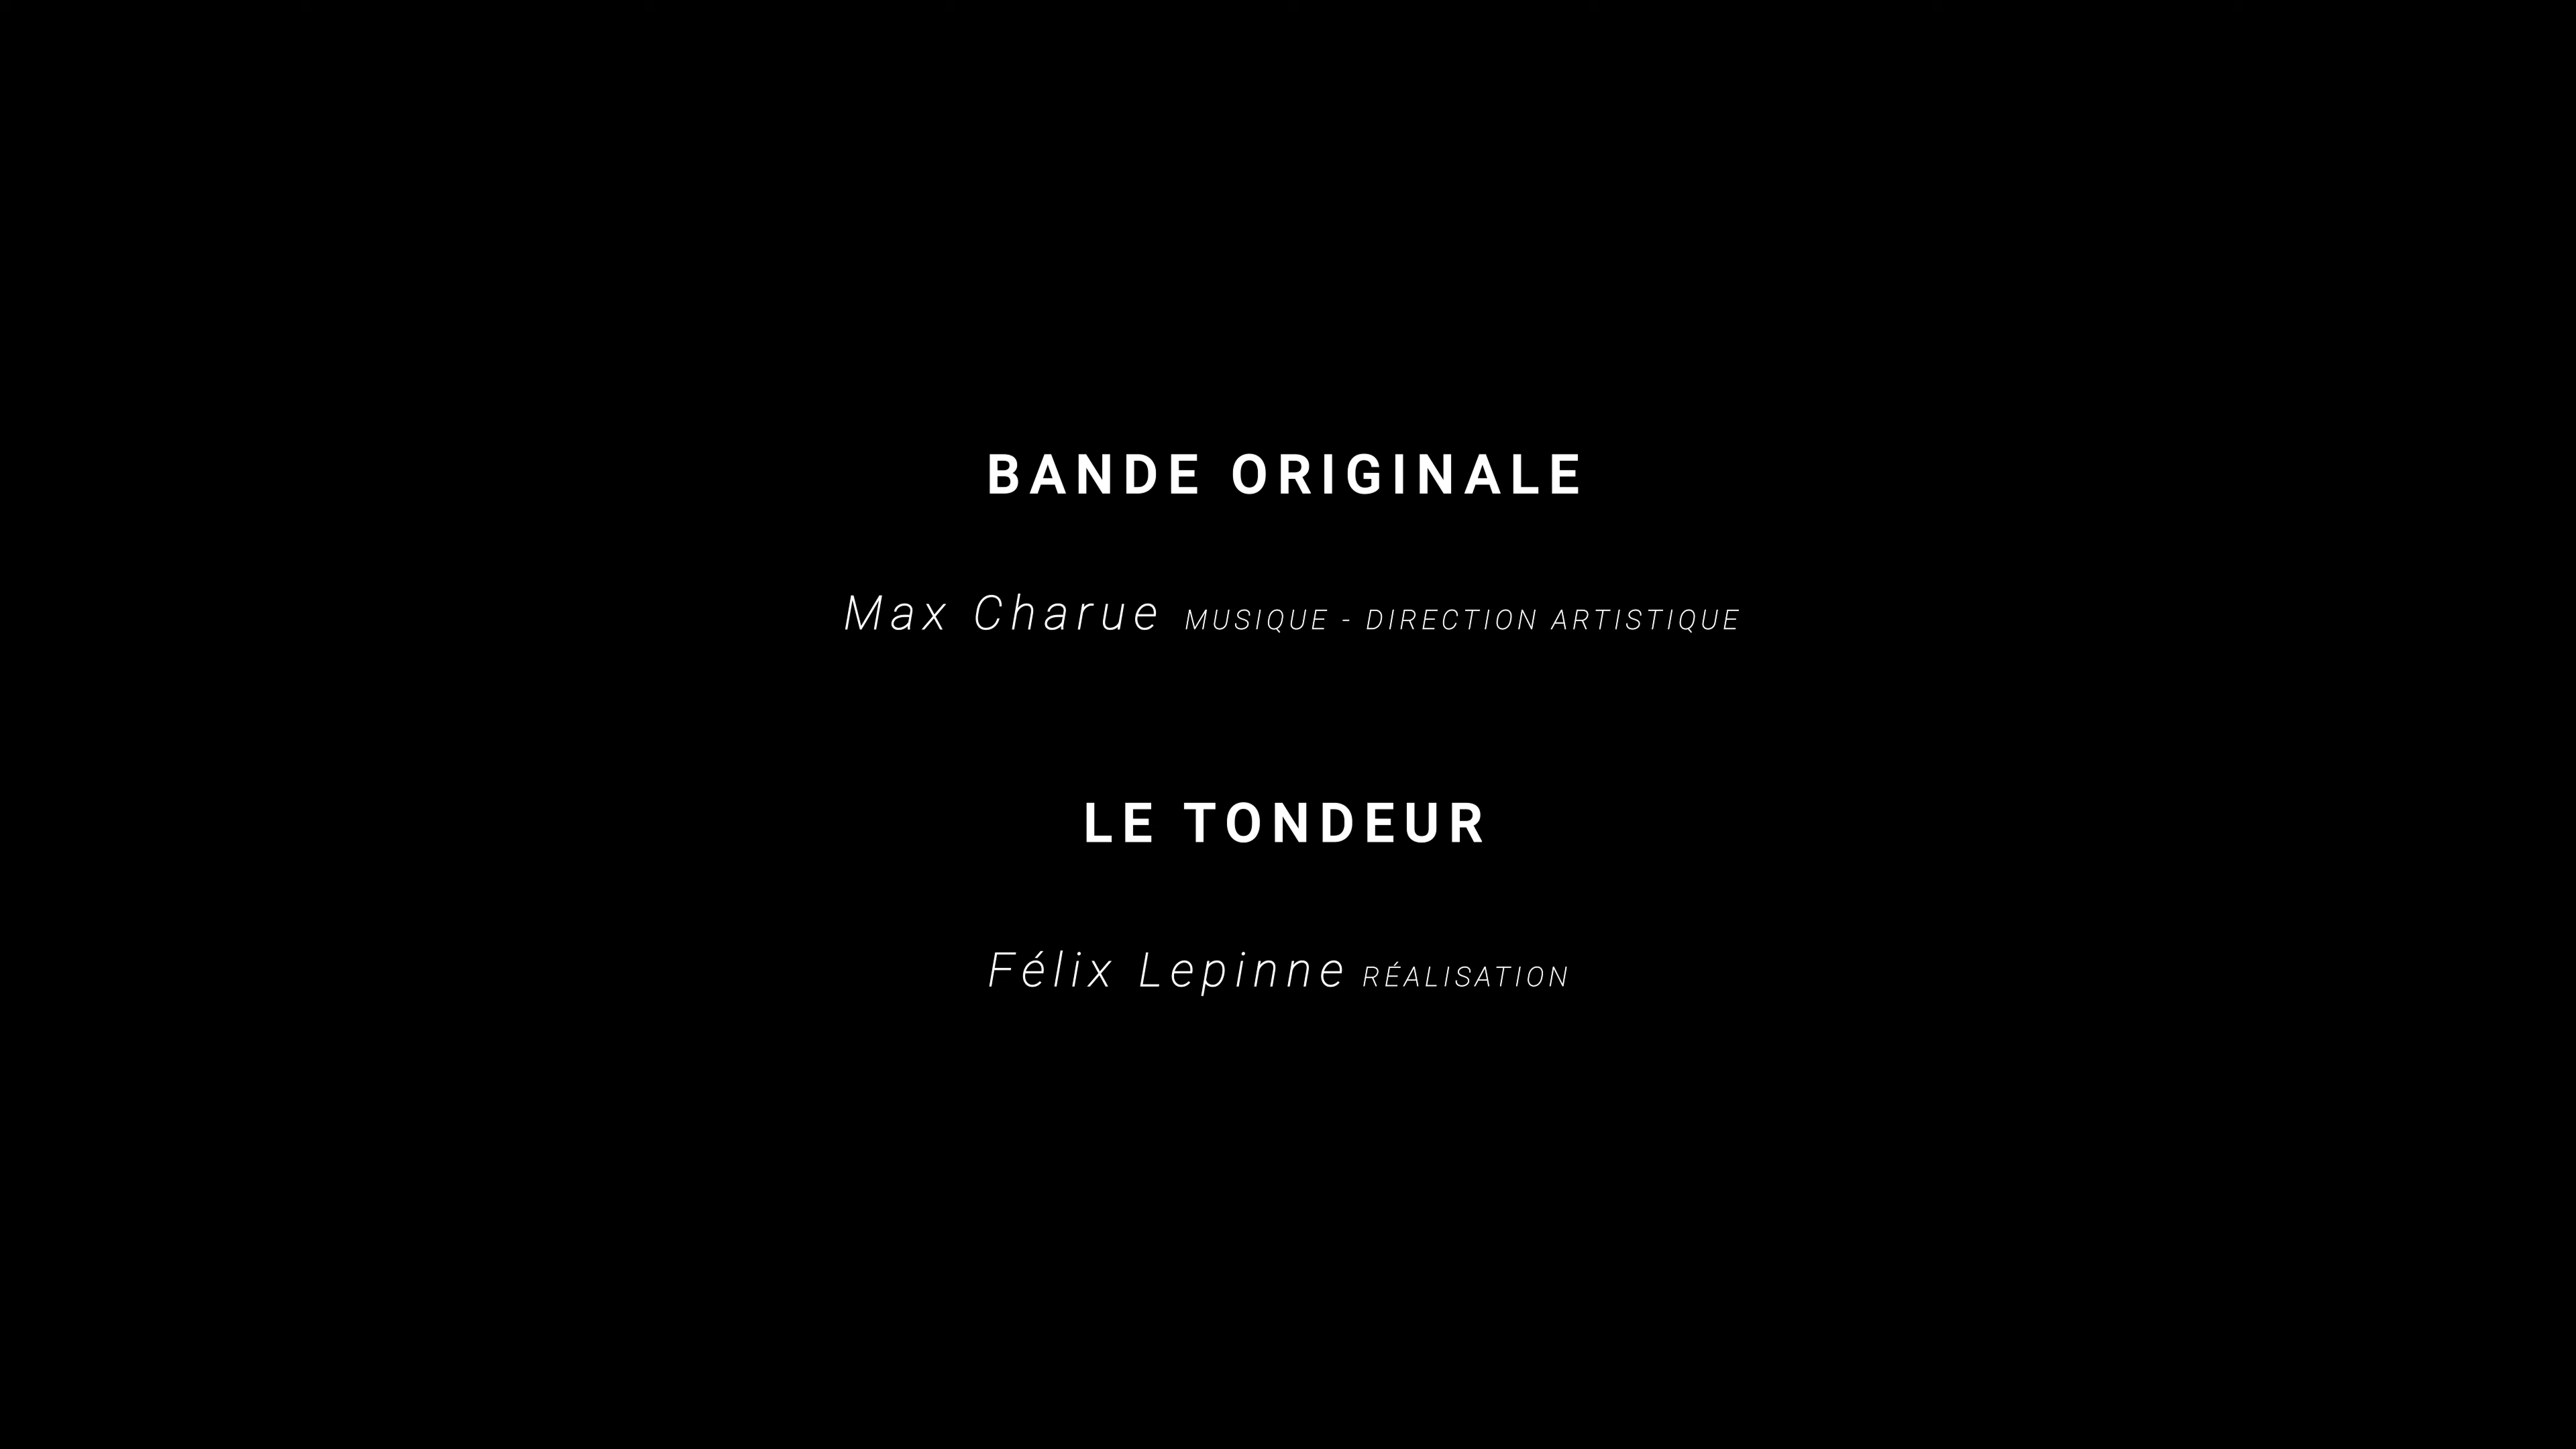 BANDE ORIGINALE
Max Charue MUSIQUE - DIRECTION ARTISTIQUE
LE TONDEUR
Félix Lepinne RÉALISATION